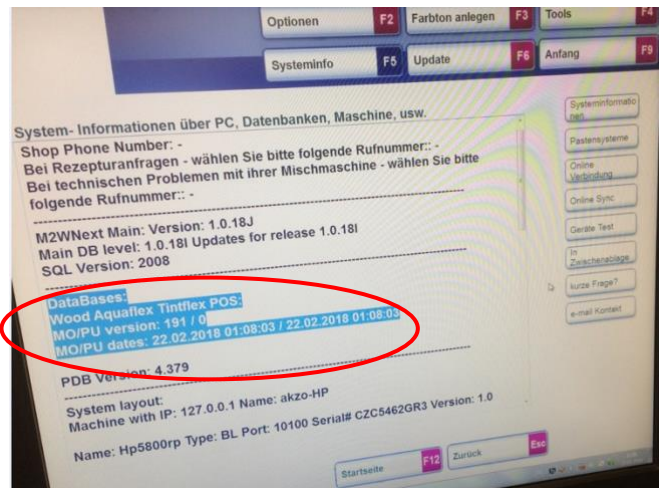 Optionen F2 Farbton anlegen F3 Tools F4
Systeminfo F5 Update F6 Anfang F9
System- Informationen über PC, Datenbanken, Maschine, usw.
Shop Phone Number: -
Bei Rezepturanfragen - wählen Sie bitte folgende Rufnummer:: -
Bei technischen Problemen mit ihrer Mischmaschine - wählen Sie bitte
folgende Rufnummer:: -
M2WNext Main: Version: 1.0.18J
Main DB level: 1.0.18I Updates for release 1.0.18I
SQL Version: 2008
DataBases:
Wood Aquaflex Tintflex POS:
MO/PU version: 191 / 0
MO/PU dates: 22.02.2018 01:08:03 / 22.02.2018 01:08:03
PDB Version: 4.379
System layout:
Machine with IP: 127.0.0.1 Name: akzo-HP
Name: Hp5800rp Type: BL Port: 10100 Serial# CZC5462GR3 Version: 1.0
Systeminformatio
nen
Pastensysteme
Online
Verbindung
Online Sync
Geräte Test
In
Zwischenablage
kurze Frage?
e-mail Kontakt
Startseite F12 Zurück Esc